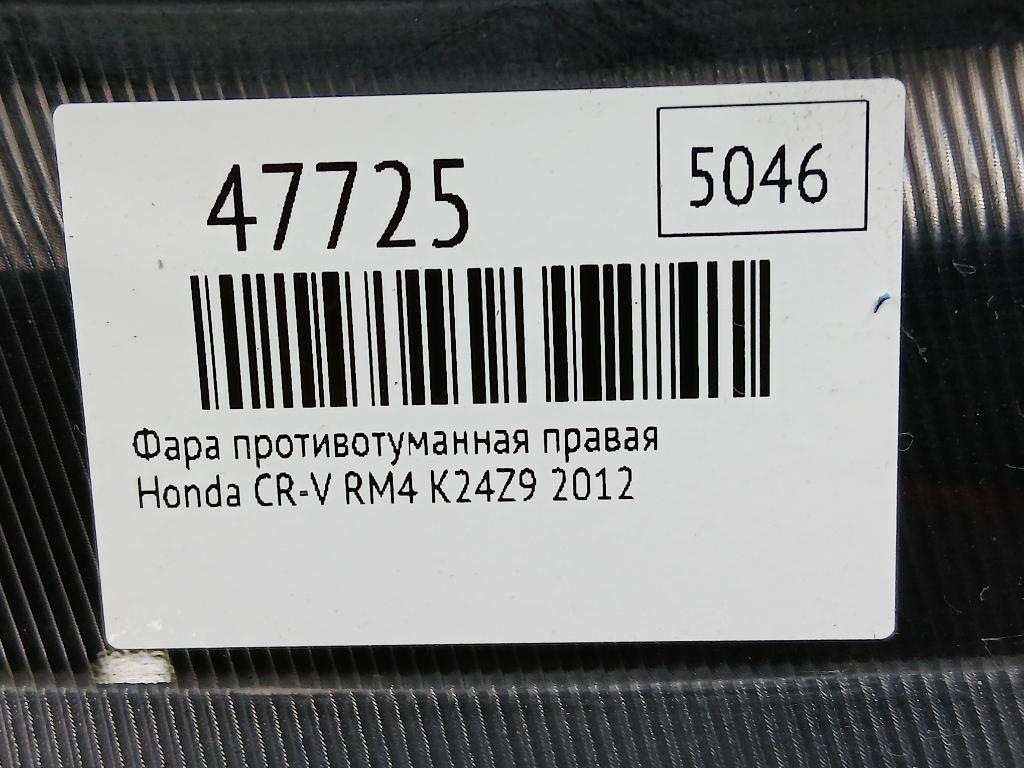 47725
5046
Фара противотуманная правая
Honda CR-V RM4 K24Z9 2012